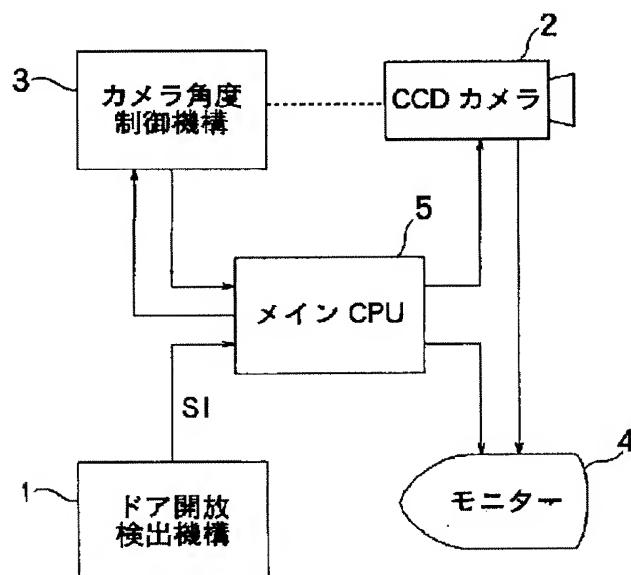 2
3
カメラ角度
制御機構
CCD カメラ
5
メイン CPU
SI
4
1
ドア開放
検出機構
モニター